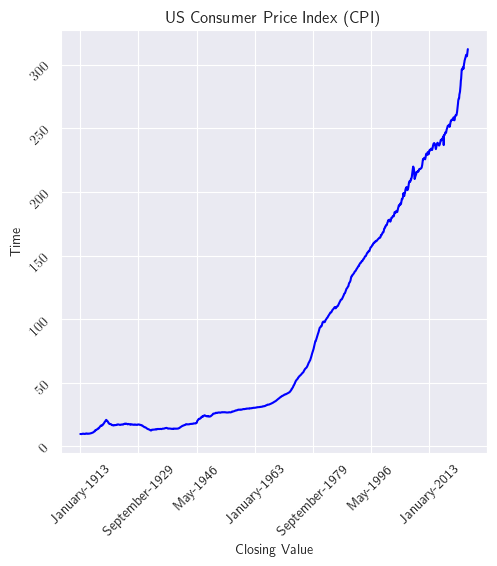 US Consumer Price Index (CPI)
300
250
200
150
100
50
0
Time
January-1913
September-1929
May-1946
January-1963
September-1979
May-1996
January-2013
Closing Value